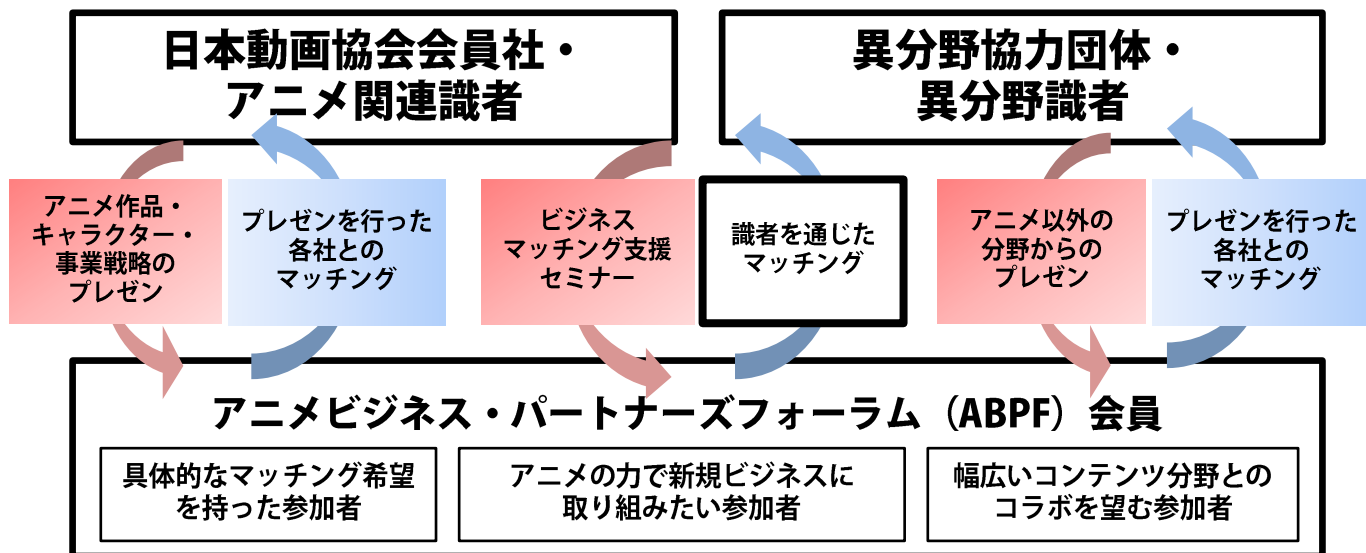 日本動画協会会員社・
アニメ関連識者
異分野協力団体・
異分野識者
アニメ作品・
キャラクター・
事業戦略の
プレゼン
プレゼンを行った
各社との
マッチング
ビジネス
マッチング支援
セミナー
識者を通じた
マッチング
アニメ以外の
分野からの
プレゼン
プレゼンを行った
各社との
マッチング
アニメビジネス・パートナーズフォーラム（ABPF）会員
具体的なマッチング希望
を持った参加者
アニメの力で新規ビジネスに
取り組みたい参加者
幅広いコンテンツ分野との
コラボを望む参加者